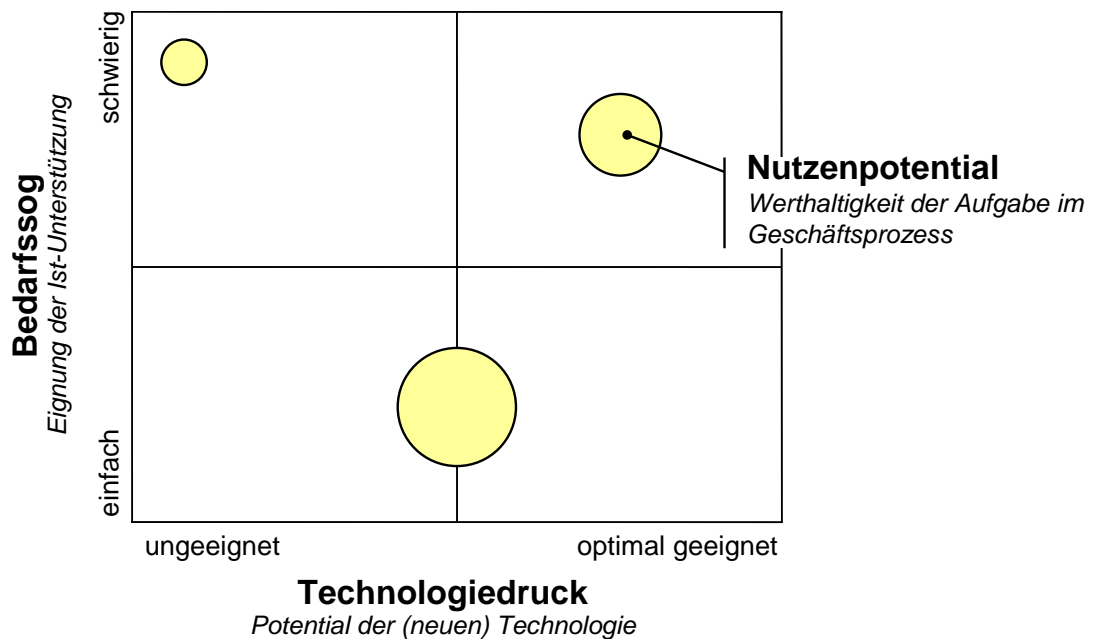 schwierig
Bedarfssog
Eignung der Ist-Unterstützung
einfach
Nutzenpotential
Werthaltigkeit der Aufgabe im
Geschäftsprozess
ungeeignet
optimal geeignet
Technologiedruck
Potential der (neuen) Technologie